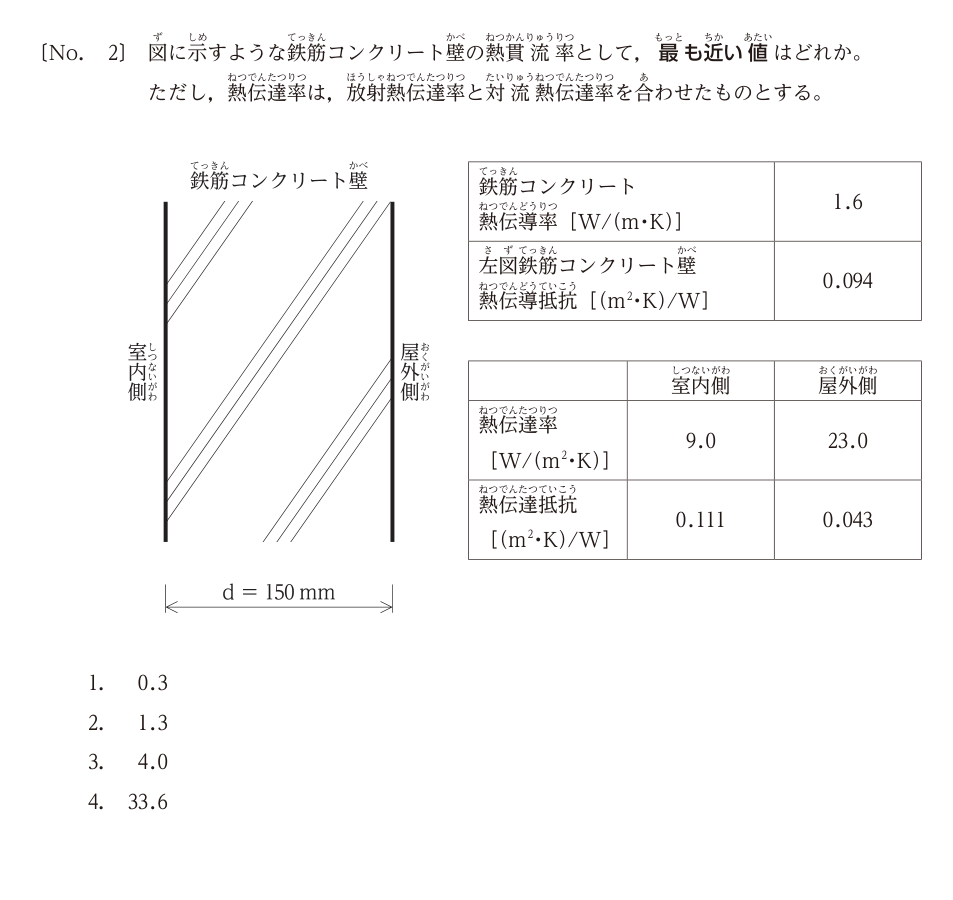 〔No. 2〕 図に示すような鉄筋コンクリート壁の熱貫流率として，最も近い値はどれか。
ただし，熱伝達率は，放射熱伝達率と対流熱伝達率を合わせたものとする。
鉄筋コンクリート壁
室内側
屋外側
d = 150 mm
鉄筋コンクリート
熱伝導率［W/(m･K)］
1.6
左図鉄筋コンクリート壁
熱伝導抵抗［(m²･K)/W］
0.094
室内側 屋外側
熱伝達率
［W/(m²･K)］
9.0 23.0
熱伝達抵抗
［(m²･K)/W］
0.111 0.043
1. 0.3
2. 1.3
3. 4.0
4. 33.6